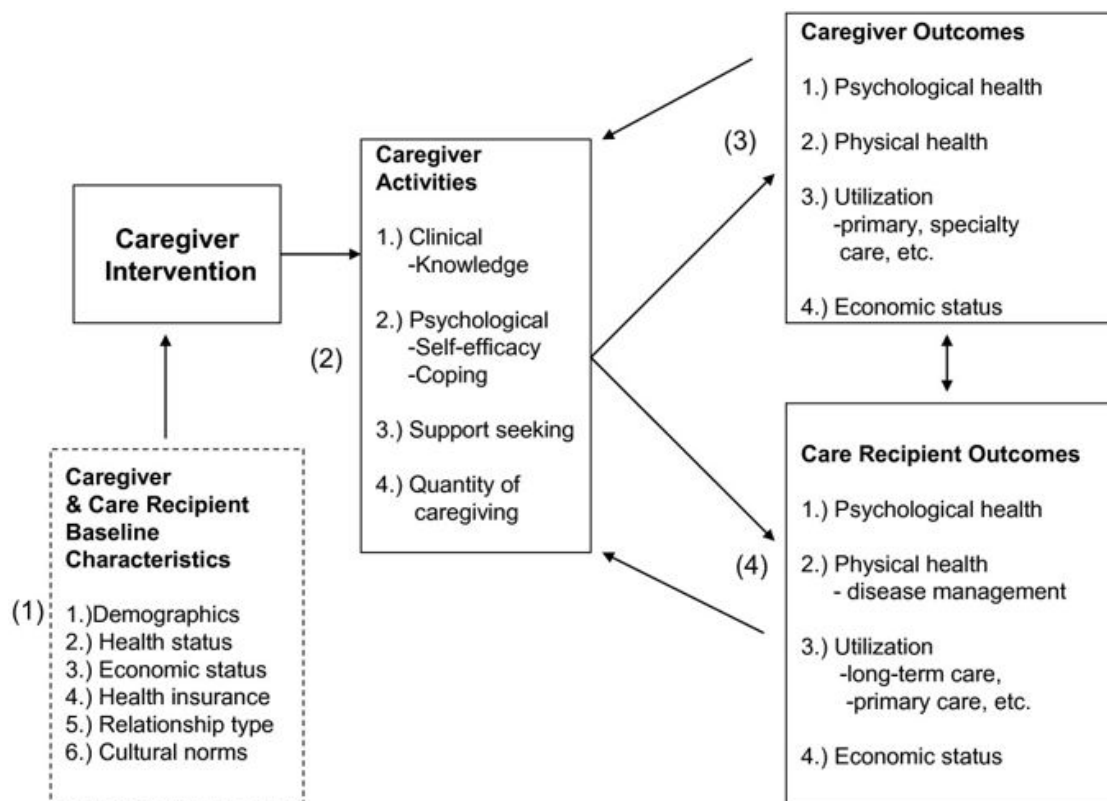 Caregiver
Intervention
(1)
Caregiver
& Care Recipient
Baseline
Characteristics
1.)Demographics
2.) Health status
3.) Economic status
4.) Health insurance
5.) Relationship type
6.) Cultural norms
(2)
Caregiver
Activities
1.) Clinical
-Knowledge
2.) Psychological
-Self-efficacy
-Coping
3.) Support seeking
4.) Quantity of
caregiving
(3)
Caregiver Outcomes
1.) Psychological health
2.) Physical health
3.) Utilization
-primary, specialty
care, etc.
4.) Economic status
(4)
Care Recipient Outcomes
1.) Psychological health
2.) Physical health
- disease management
3.) Utilization
-long-term care,
-primary care, etc.
4.) Economic status